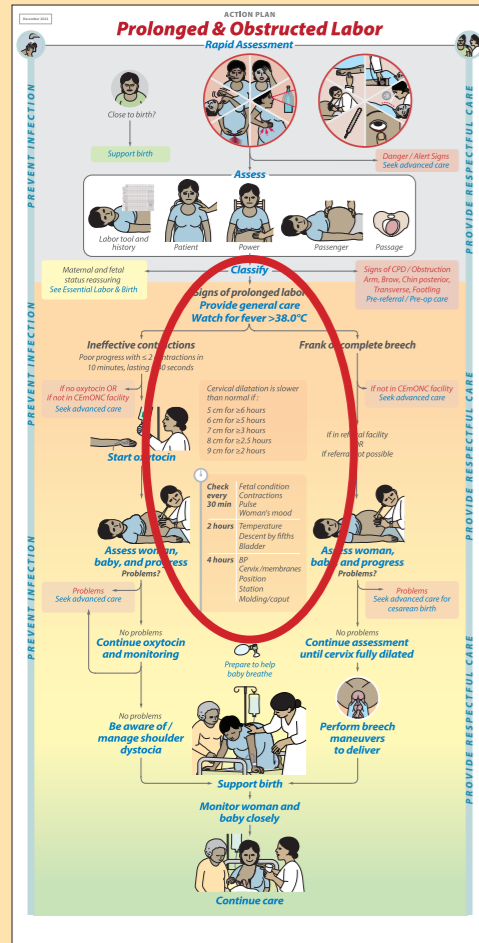 December 2022
ACTION PLAN
Prolonged & Obstructed Labor
Rapid Assessment
Close to birth?
Support birth
Danger / Alert Signs
Seek advanced care
Assess
Labor tool and
history
Patient
Power
Passenger
Passage
Maternal and fetal
status reassuring
See Essential Labor & Birth
Classify
Signs of CPD / Obstruction
Arm, Brow, Chin posterior,
Transverse, Footling
Pre-referral / Pre-op care
Signs of prolonged labor
Provide general care
Watch for fever >38.0°C
Ineffective contractions
Poor progress with ≤ 2 contractions in
10 minutes, lasting 40 seconds
Frank or complete breech
If no oxytocin OR
if not in CEmONC facility
Seek advanced care
Cervical dilatation is slower
than normal if :
5 cm for ≥6 hours
6 cm for ≥5 hours
7 cm for ≥3 hours
8 cm for ≥2.5 hours
9 cm for ≥2 hours
If not in CEmONC facility
Seek advanced care
If in referral facility
OR
If referral not possible
Start oxytocin
Check
every
30 min
Fetal condition
Contractions
Pulse
Woman's mood
2 hours
Temperature
Descent by fifths
Bladder
4 hours
BP
Cervix/membranes
Position
Station
Molding/caput
Assess woman,
baby, and progress
Problems?
Assess woman,
baby, and progress
Problems?
Problems
Seek advanced care
Problems
Seek advanced care for
cesarean birth
No problems
Continue oxytocin
and monitoring
Prepare to help
baby breathe
No problems
Continue assessment
until cervix fully dilated
No problems
Be aware of /
manage shoulder
dystocia
Perform breech
maneuvers
to deliver
Support birth
Monitor woman and
baby closely
Continue care
PREVENT INFECTION
PREVENT INFECTION
PREVENT INFECTION
PROVIDE RESPECTFUL CARE
PROVIDE RESPECTFUL CARE
PROVIDE RESPECTFUL CARE